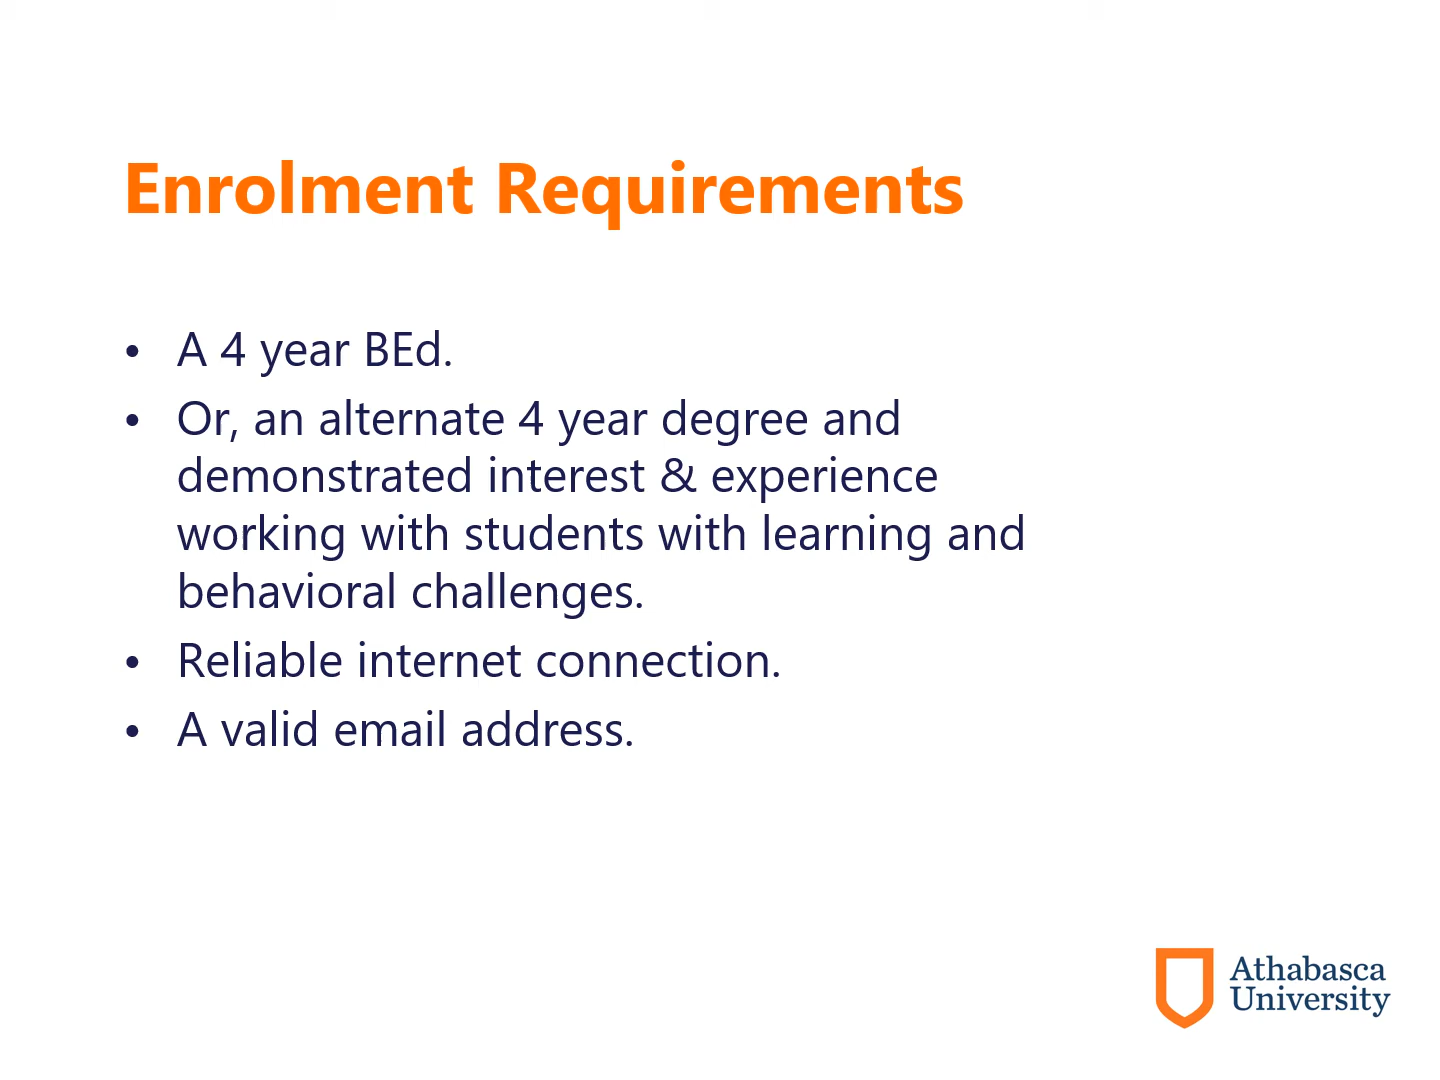 Enrolment Requirements
• A 4 year BEd.
• Or, an alternate 4 year degree and
demonstrated interest & experience
working with students with learning and
behavioral challenges.
• Reliable internet connection.
• A valid email address.
Athabasca
University